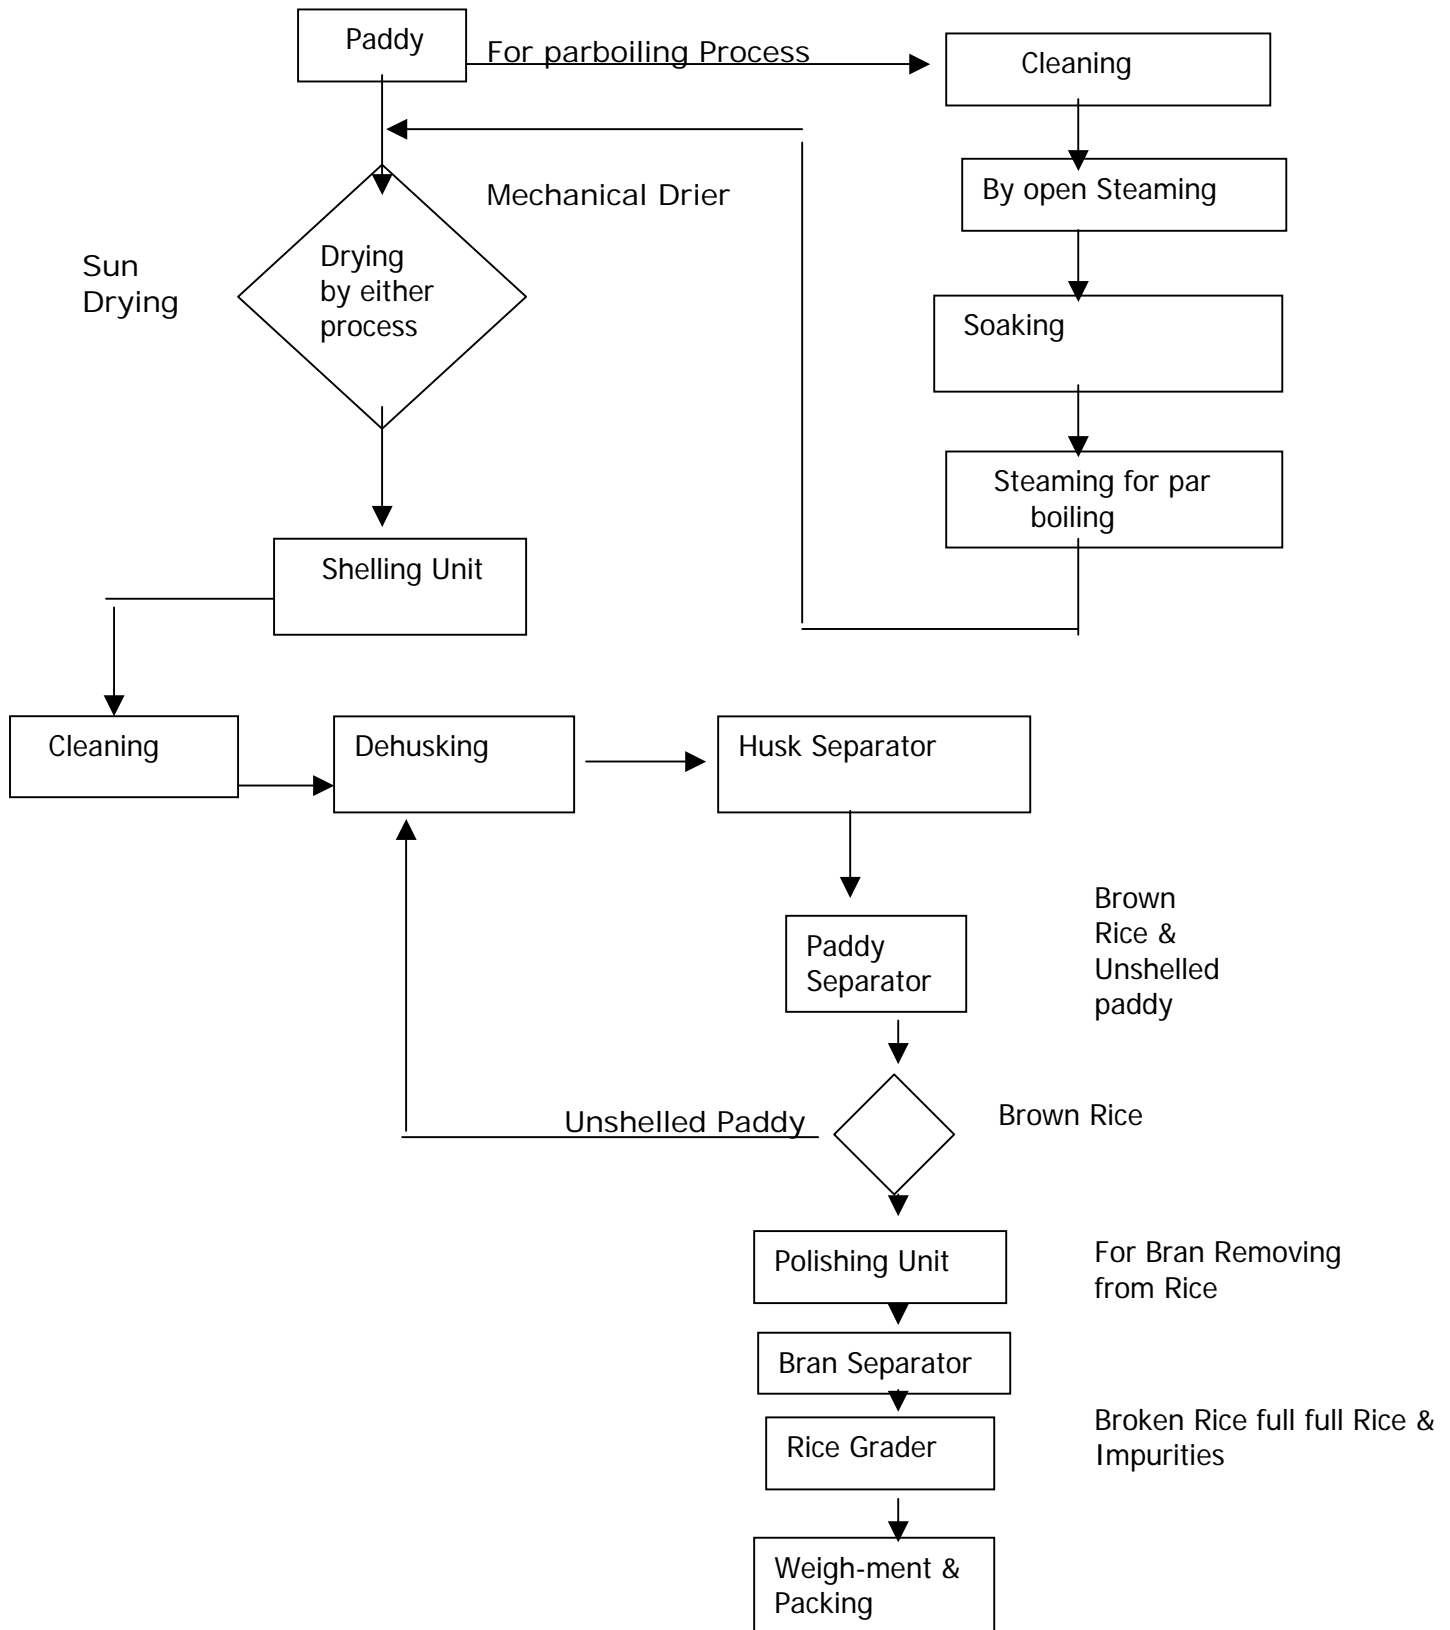 Paddy
For parboiling Process
Cleaning
Mechanical Drier
By open Steaming
Sun
Drying
Drying
by either
process
Soaking
Steaming for par
boiling
Shelling Unit
Cleaning
Dehusking
Husk Separator
Paddy
Separator
Brown
Rice &
Unshelled
paddy
Unshelled Paddy
Brown Rice
Polishing Unit
For Bran Removing
from Rice
Bran Separator
Rice Grader
Broken Rice full full Rice &
Impurities
Weigh-ment &
Packing